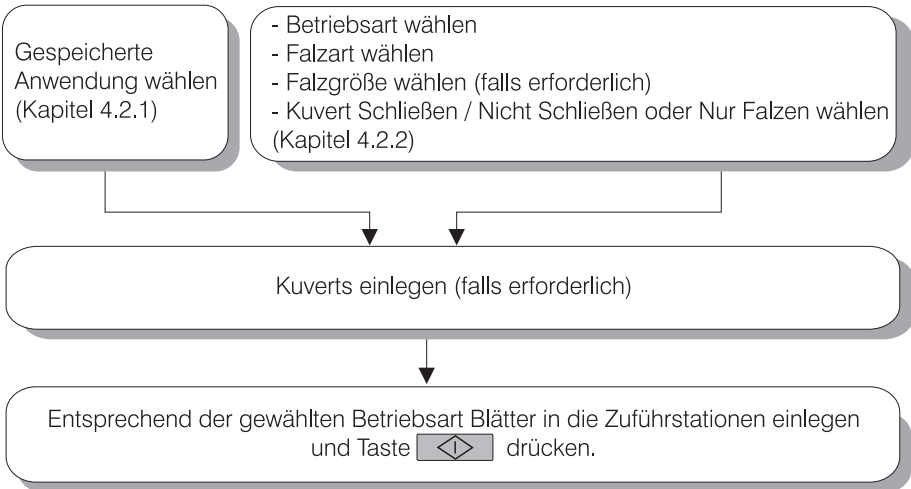 Gespeicherte
Anwendung wählen
(Kapitel 4.2.1)
- Betriebsart wählen
- Falzart wählen
- Falzgröße wählen (falls erforderlich)
- Kuvert Schließen / Nicht Schließen oder Nur Falzen wählen
(Kapitel 4.2.2)
Kuverts einlegen (falls erforderlich)
Entsprechend der gewählten Betriebsart Blätter in die Zuführstationen einlegen
und Taste drücken.